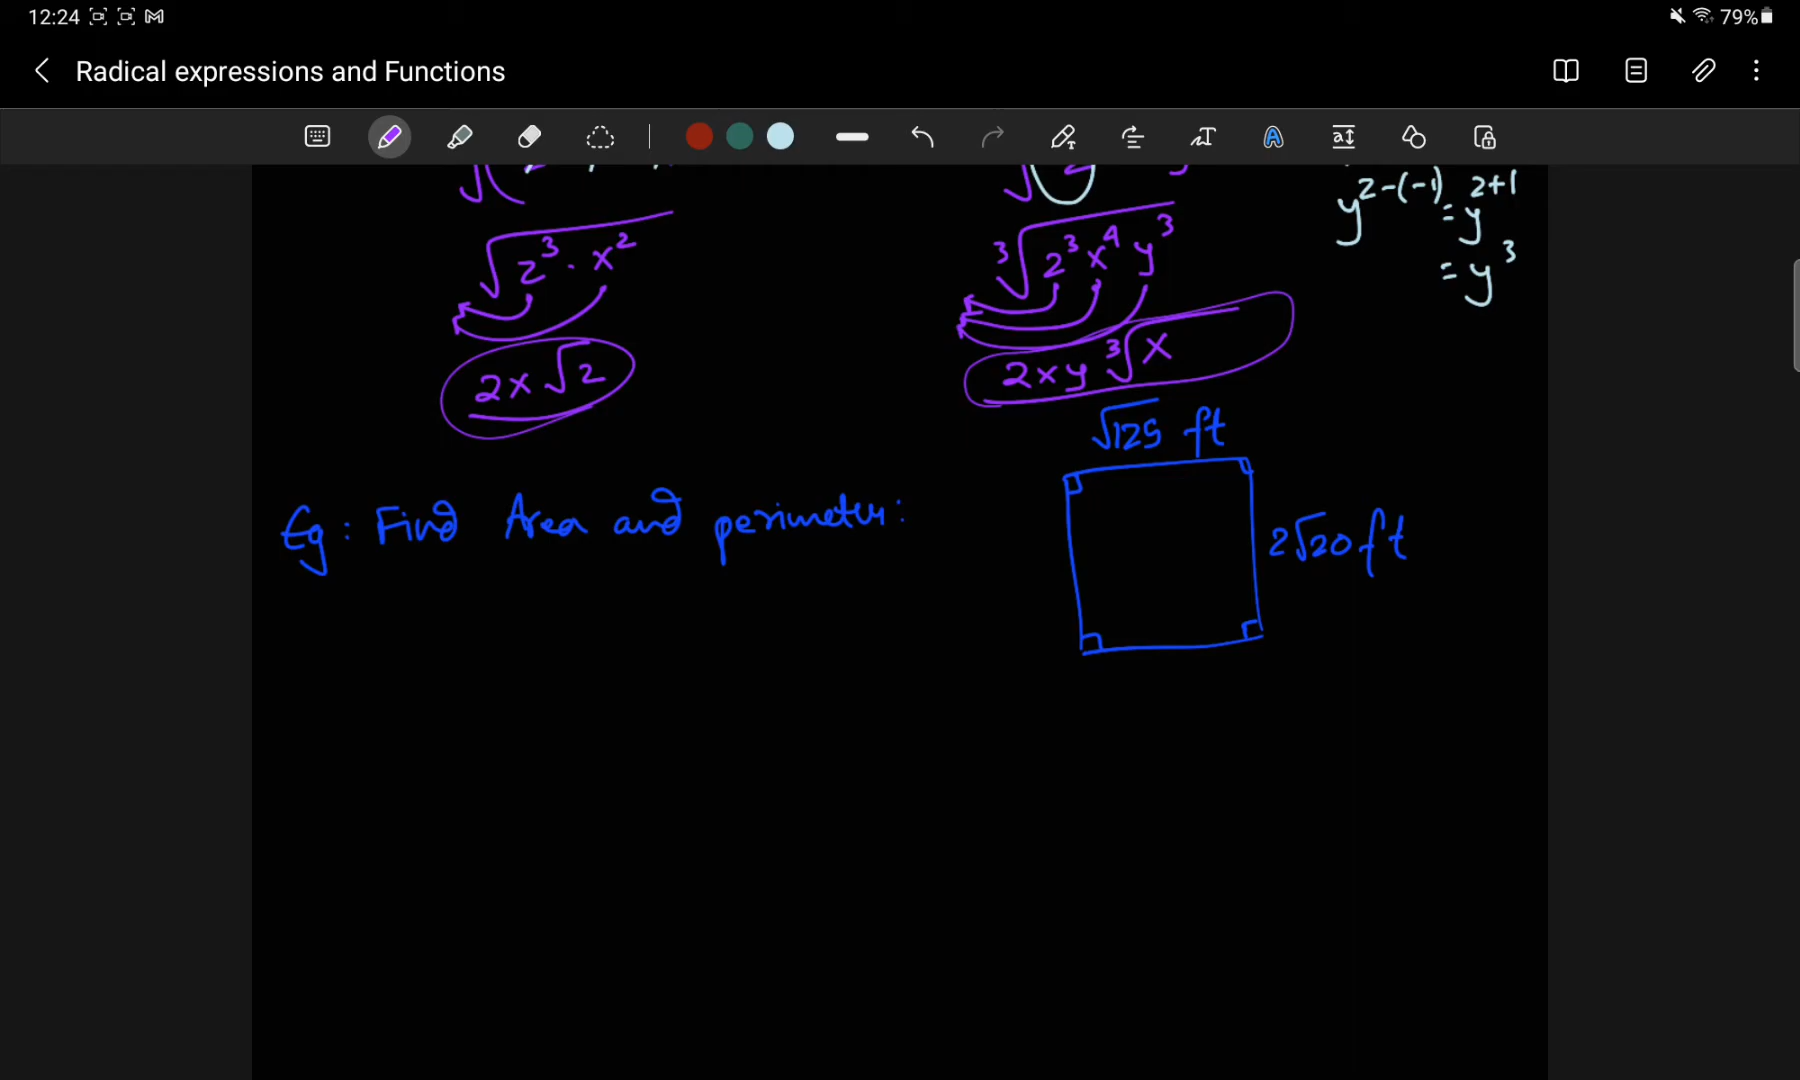 12:24 79%
Radical expressions and Functions
y^{2-(-1)} = y^{2+1}
= y^3
√(2^3 · x^2)
∛(2^3 x^4 y^3)
2x√2
2xy ∛x
√125 ft
Eg: Find Area and perimeter:
2√20 ft